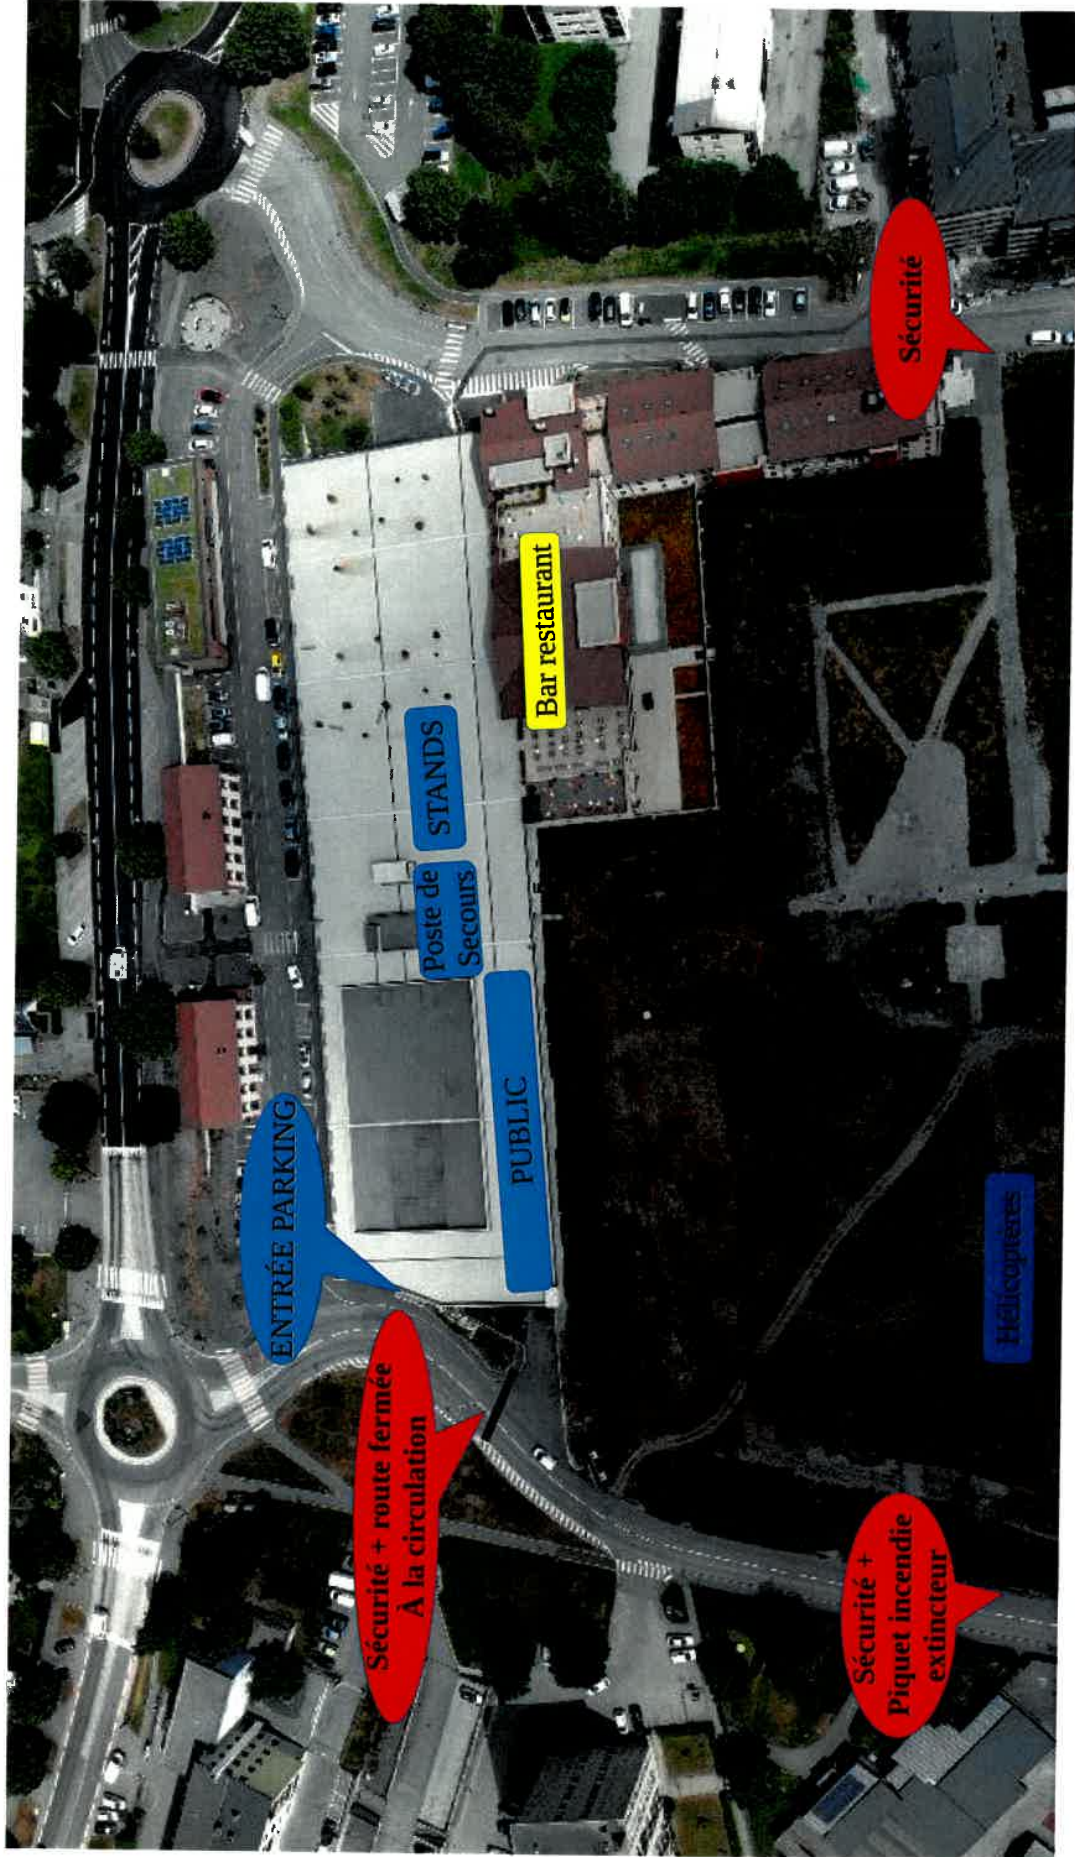 Sécurité + route fermée
À la circulation
ENTRÉE PARKING
PUBLIC
Poste de
Secours
STANDS
Bar restaurant
Sécurité
Sécurité +
Piquet incendie
extincteur
Hélicoptères